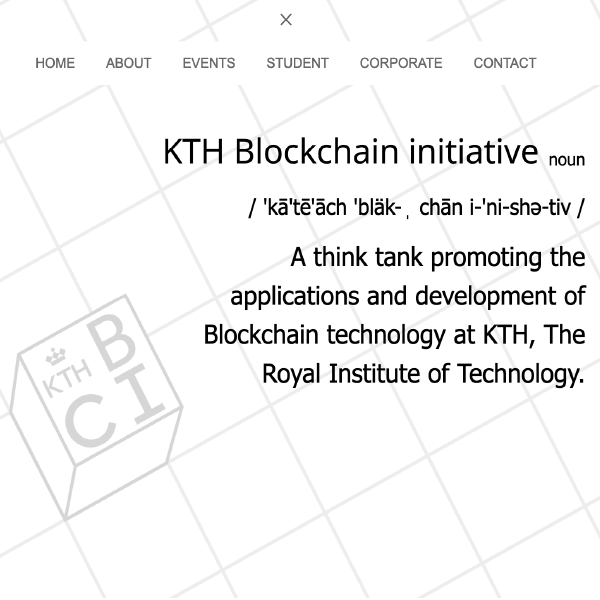 X
HOME ABOUT EVENTS STUDENT CORPORATE CONTACT
KTH Blockchain initiative noun
/ 'kā'tē'āch 'bläk-ˌ chān i-'ni-shə-tiv /
A think tank promoting the
applications and development of
Blockchain technology at KTH, The
Royal Institute of Technology.
KTH B
C I